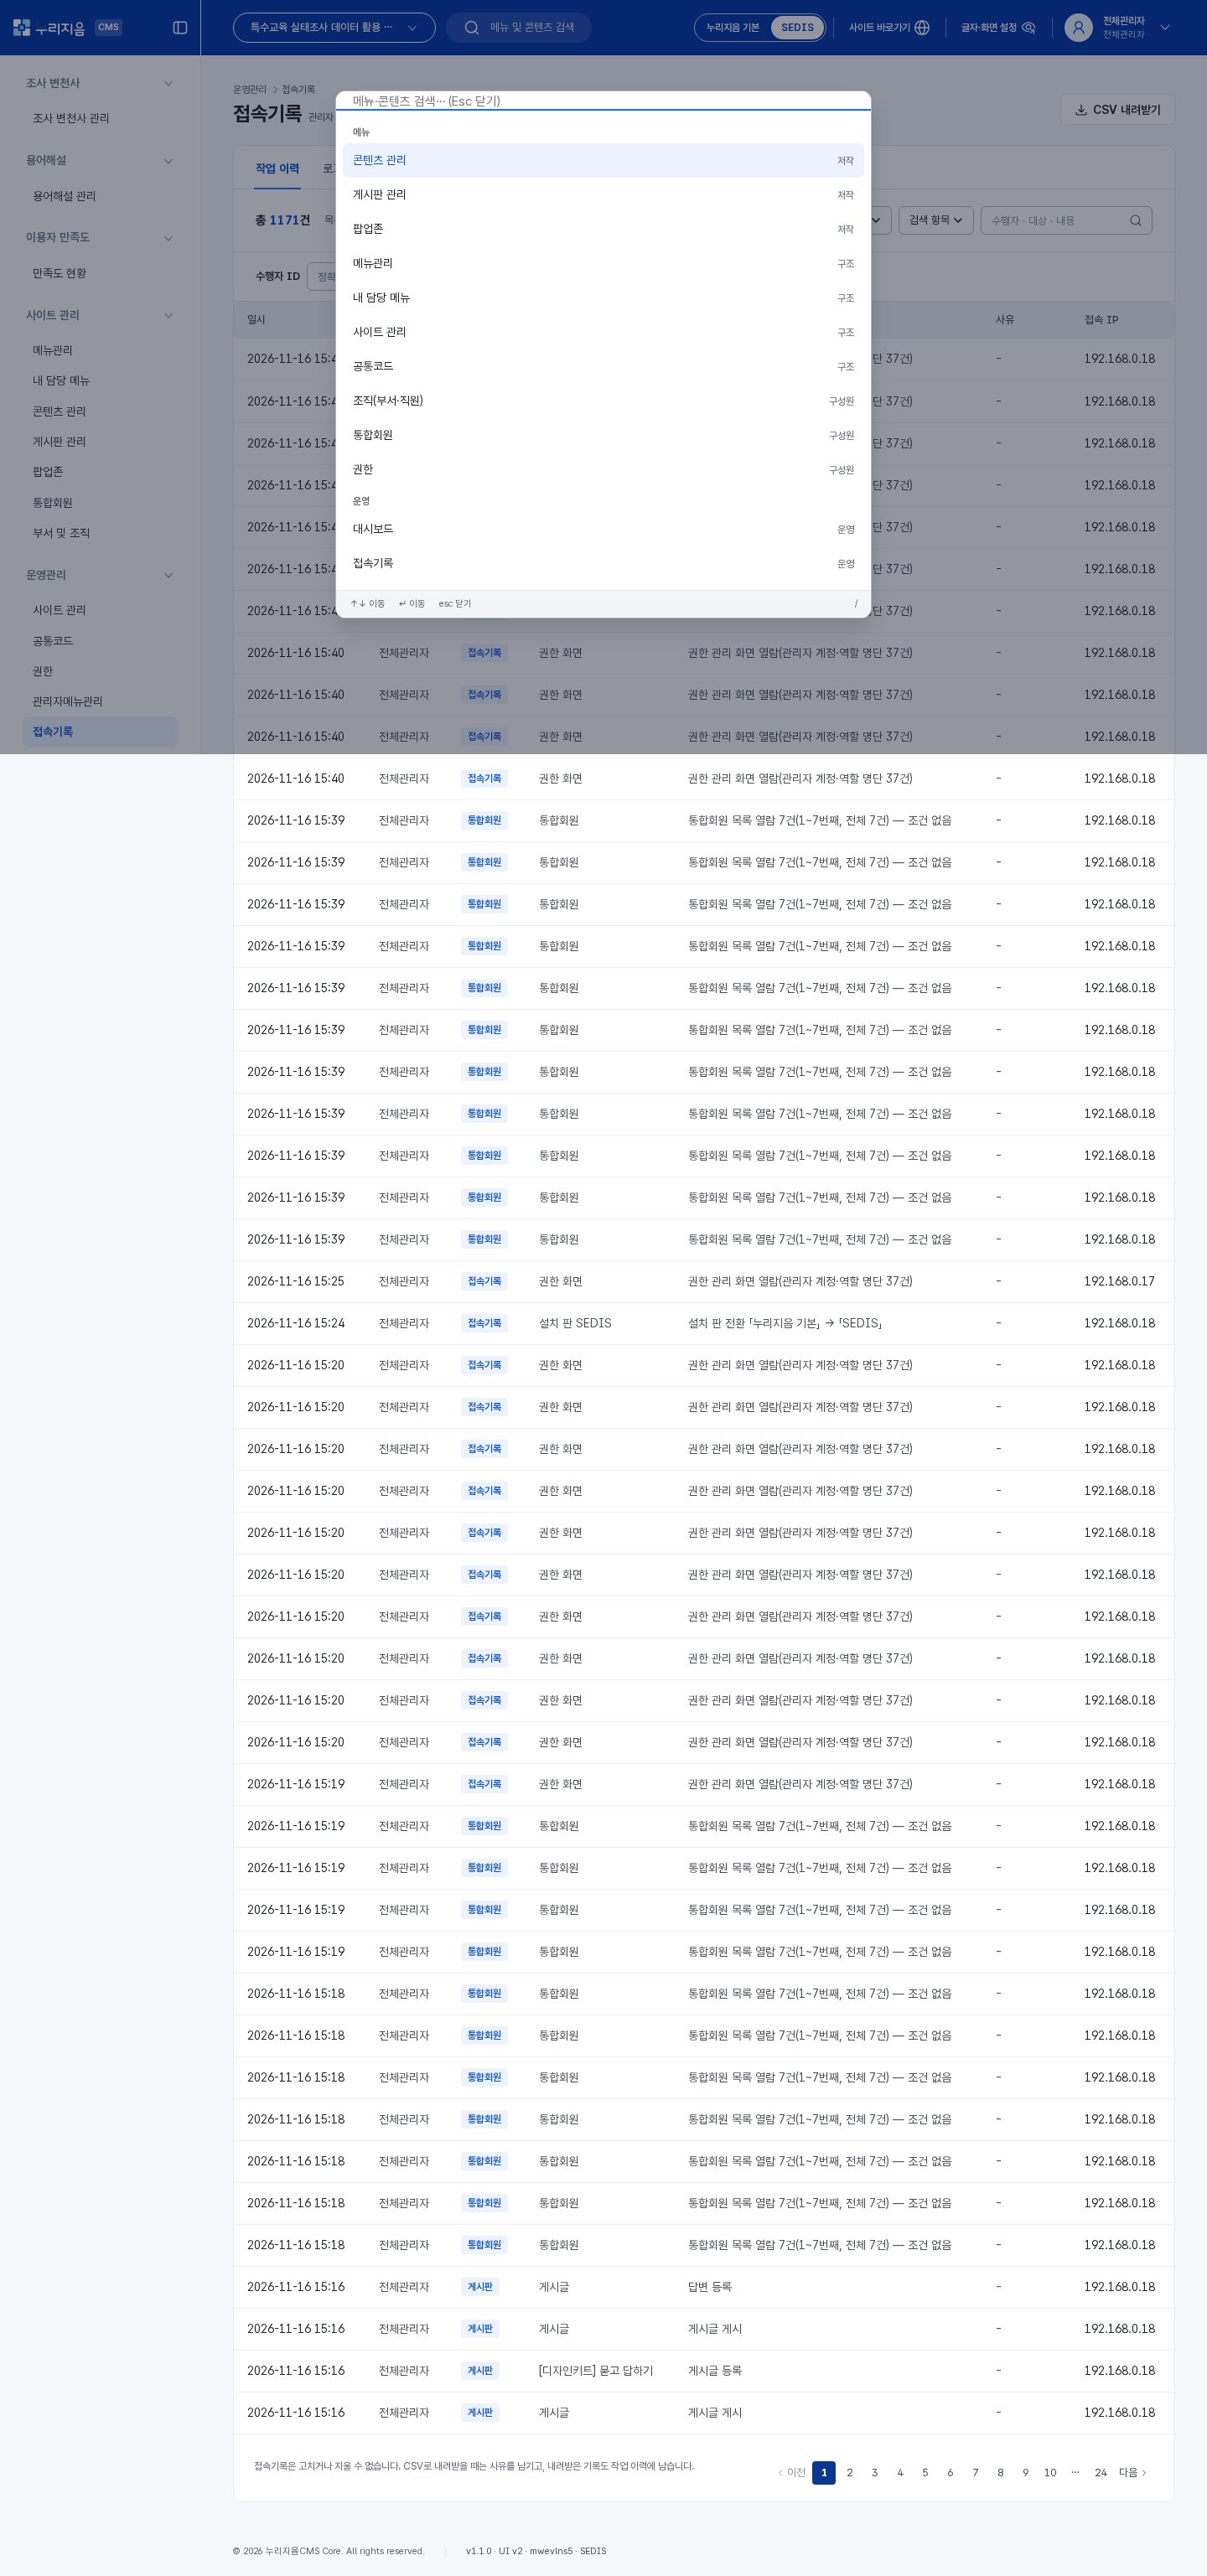 누리지음 CMS
특수교육 실태조사 데이터 활용 ···
메뉴 및 콘텐츠 검색
누리지음 기본 SEDIS
사이트 바로가기
글자·화면 설정
전체관리자
전체관리자
조사 변천사
조사 변천사 관리
용어해설
용어해설 관리
이용자 만족도
만족도 현황
사이트 관리
메뉴관리
내 담당 메뉴
콘텐츠 관리
게시판 관리
팝업존
통합회원
부서 및 조직
운영관리
사이트 관리
공통코드
권한
관리자메뉴관리
접속기록
운영관리 > 접속기록
접속기록 관리자
CSV 내려받기
작업 이력
총 1171건
검색 항목
수행자 · 대상 · 내용
수행자 ID
메뉴·콘텐츠 검색··· (Esc 닫기)
메뉴
콘텐츠 관리 저작
게시판 관리 저작
팝업존 저작
메뉴관리 구조
내 담당 메뉴 구조
사이트 관리 구조
공통코드 구조
조직(부서·직원) 구성원
통합회원 구성원
권한 구성원
운영
대시보드 운영
접속기록 운영
↑↓ 이동 ↵ 이동 esc 닫기 /
일시 사유 접속 IP
2026-11-16 15:4 단 37건) - 192.168.0.18
2026-11-16 15:4 단 37건) - 192.168.0.18
2026-11-16 15:4 단 37건) - 192.168.0.18
2026-11-16 15:4 단 37건) - 192.168.0.18
2026-11-16 15:4 단 37건) - 192.168.0.18
2026-11-16 15:4 단 37건) - 192.168.0.18
2026-11-16 15:4 단 37건) - 192.168.0.18
2026-11-16 15:40 전체관리자 접속기록 권한 화면 권한 관리 화면 열람(관리자 계정·역할 명단 37건) - 192.168.0.18
2026-11-16 15:40 전체관리자 접속기록 권한 화면 권한 관리 화면 열람(관리자 계정·역할 명단 37건) - 192.168.0.18
2026-11-16 15:40 전체관리자 접속기록 권한 화면 권한 관리 화면 열람(관리자 계정·역할 명단 37건) - 192.168.0.18
2026-11-16 15:40 전체관리자 접속기록 권한 화면 권한 관리 화면 열람(관리자 계정·역할 명단 37건) - 192.168.0.18
2026-11-16 15:39 전체관리자 통합회원 통합회원 통합회원 목록 열람 7건(1~7번째, 전체 7건) — 조건 없음 - 192.168.0.18
2026-11-16 15:39 전체관리자 통합회원 통합회원 통합회원 목록 열람 7건(1~7번째, 전체 7건) — 조건 없음 - 192.168.0.18
2026-11-16 15:39 전체관리자 통합회원 통합회원 통합회원 목록 열람 7건(1~7번째, 전체 7건) — 조건 없음 - 192.168.0.18
2026-11-16 15:39 전체관리자 통합회원 통합회원 통합회원 목록 열람 7건(1~7번째, 전체 7건) — 조건 없음 - 192.168.0.18
2026-11-16 15:39 전체관리자 통합회원 통합회원 통합회원 목록 열람 7건(1~7번째, 전체 7건) — 조건 없음 - 192.168.0.18
2026-11-16 15:39 전체관리자 통합회원 통합회원 통합회원 목록 열람 7건(1~7번째, 전체 7건) — 조건 없음 - 192.168.0.18
2026-11-16 15:39 전체관리자 통합회원 통합회원 통합회원 목록 열람 7건(1~7번째, 전체 7건) — 조건 없음 - 192.168.0.18
2026-11-16 15:39 전체관리자 통합회원 통합회원 통합회원 목록 열람 7건(1~7번째, 전체 7건) — 조건 없음 - 192.168.0.18
2026-11-16 15:39 전체관리자 통합회원 통합회원 통합회원 목록 열람 7건(1~7번째, 전체 7건) — 조건 없음 - 192.168.0.18
2026-11-16 15:39 전체관리자 통합회원 통합회원 통합회원 목록 열람 7건(1~7번째, 전체 7건) — 조건 없음 - 192.168.0.18
2026-11-16 15:39 전체관리자 통합회원 통합회원 통합회원 목록 열람 7건(1~7번째, 전체 7건) — 조건 없음 - 192.168.0.18
2026-11-16 15:25 전체관리자 접속기록 권한 화면 권한 관리 화면 열람(관리자 계정·역할 명단 37건) - 192.168.0.17
2026-11-16 15:24 전체관리자 접속기록 설치 판 SEDIS 설치 판 전환 「누리지음 기본」 → 「SEDIS」 - 192.168.0.18
2026-11-16 15:20 전체관리자 접속기록 권한 화면 권한 관리 화면 열람(관리자 계정·역할 명단 37건) - 192.168.0.18
2026-11-16 15:20 전체관리자 접속기록 권한 화면 권한 관리 화면 열람(관리자 계정·역할 명단 37건) - 192.168.0.18
2026-11-16 15:20 전체관리자 접속기록 권한 화면 권한 관리 화면 열람(관리자 계정·역할 명단 37건) - 192.168.0.18
2026-11-16 15:20 전체관리자 접속기록 권한 화면 권한 관리 화면 열람(관리자 계정·역할 명단 37건) - 192.168.0.18
2026-11-16 15:20 전체관리자 접속기록 권한 화면 권한 관리 화면 열람(관리자 계정·역할 명단 37건) - 192.168.0.18
2026-11-16 15:20 전체관리자 접속기록 권한 화면 권한 관리 화면 열람(관리자 계정·역할 명단 37건) - 192.168.0.18
2026-11-16 15:20 전체관리자 접속기록 권한 화면 권한 관리 화면 열람(관리자 계정·역할 명단 37건) - 192.168.0.18
2026-11-16 15:20 전체관리자 접속기록 권한 화면 권한 관리 화면 열람(관리자 계정·역할 명단 37건) - 192.168.0.18
2026-11-16 15:20 전체관리자 접속기록 권한 화면 권한 관리 화면 열람(관리자 계정·역할 명단 37건) - 192.168.0.18
2026-11-16 15:20 전체관리자 접속기록 권한 화면 권한 관리 화면 열람(관리자 계정·역할 명단 37건) - 192.168.0.18
2026-11-16 15:19 전체관리자 접속기록 권한 화면 권한 관리 화면 열람(관리자 계정·역할 명단 37건) - 192.168.0.18
2026-11-16 15:19 전체관리자 통합회원 통합회원 통합회원 목록 열람 7건(1~7번째, 전체 7건) — 조건 없음 - 192.168.0.18
2026-11-16 15:19 전체관리자 통합회원 통합회원 통합회원 목록 열람 7건(1~7번째, 전체 7건) — 조건 없음 - 192.168.0.18
2026-11-16 15:19 전체관리자 통합회원 통합회원 통합회원 목록 열람 7건(1~7번째, 전체 7건) — 조건 없음 - 192.168.0.18
2026-11-16 15:19 전체관리자 통합회원 통합회원 통합회원 목록 열람 7건(1~7번째, 전체 7건) — 조건 없음 - 192.168.0.18
2026-11-16 15:18 전체관리자 통합회원 통합회원 통합회원 목록 열람 7건(1~7번째, 전체 7건) — 조건 없음 - 192.168.0.18
2026-11-16 15:18 전체관리자 통합회원 통합회원 통합회원 목록 열람 7건(1~7번째, 전체 7건) — 조건 없음 - 192.168.0.18
2026-11-16 15:18 전체관리자 통합회원 통합회원 통합회원 목록 열람 7건(1~7번째, 전체 7건) — 조건 없음 - 192.168.0.18
2026-11-16 15:18 전체관리자 통합회원 통합회원 통합회원 목록 열람 7건(1~7번째, 전체 7건) — 조건 없음 - 192.168.0.18
2026-11-16 15:18 전체관리자 통합회원 통합회원 통합회원 목록 열람 7건(1~7번째, 전체 7건) — 조건 없음 - 192.168.0.18
2026-11-16 15:18 전체관리자 통합회원 통합회원 통합회원 목록 열람 7건(1~7번째, 전체 7건) — 조건 없음 - 192.168.0.18
2026-11-16 15:18 전체관리자 통합회원 통합회원 통합회원 목록 열람 7건(1~7번째, 전체 7건) — 조건 없음 - 192.168.0.18
2026-11-16 15:16 전체관리자 게시판 게시글 답변 등록 - 192.168.0.18
2026-11-16 15:16 전체관리자 게시판 게시글 게시글 게시 - 192.168.0.18
2026-11-16 15:16 전체관리자 게시판 [디자인키트] 묻고 답하기 게시글 등록 - 192.168.0.18
2026-11-16 15:16 전체관리자 게시판 게시글 게시글 게시 - 192.168.0.18
접속기록은 고치거나 지울 수 없습니다. CSV로 내려받을 때는 사유를 남기고, 내려받은 기록도 작업 이력에 남습니다.
‹ 이전 1 2 3 4 5 6 7 8 9 10 ··· 24 다음 ›
© 2026 누리지음CMS Core. All rights reserved. v1.1.0 · UI v2 · mwevlns5 · SEDIS